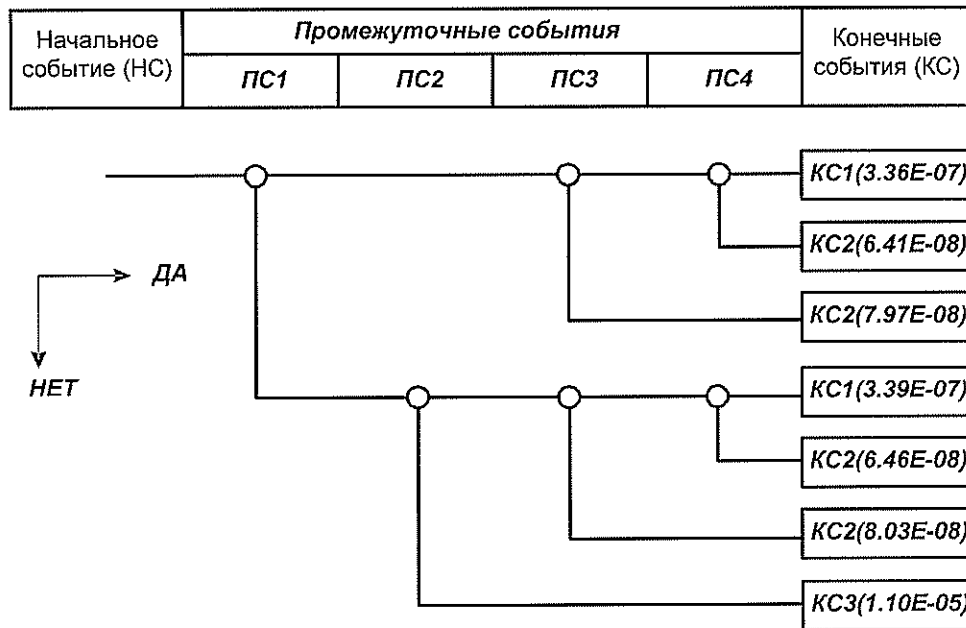 Начальное событие (НС)
Промежуточные события
Конечные события (КС)
ПС1 ПС2 ПС3 ПС4
КС1(3.36E-07)
КС2(6.41E-08)
ДА
КС2(7.97E-08)
НЕТ
КС1(3.39E-07)
КС2(6.46E-08)
КС2(8.03E-08)
КС3(1.10E-05)